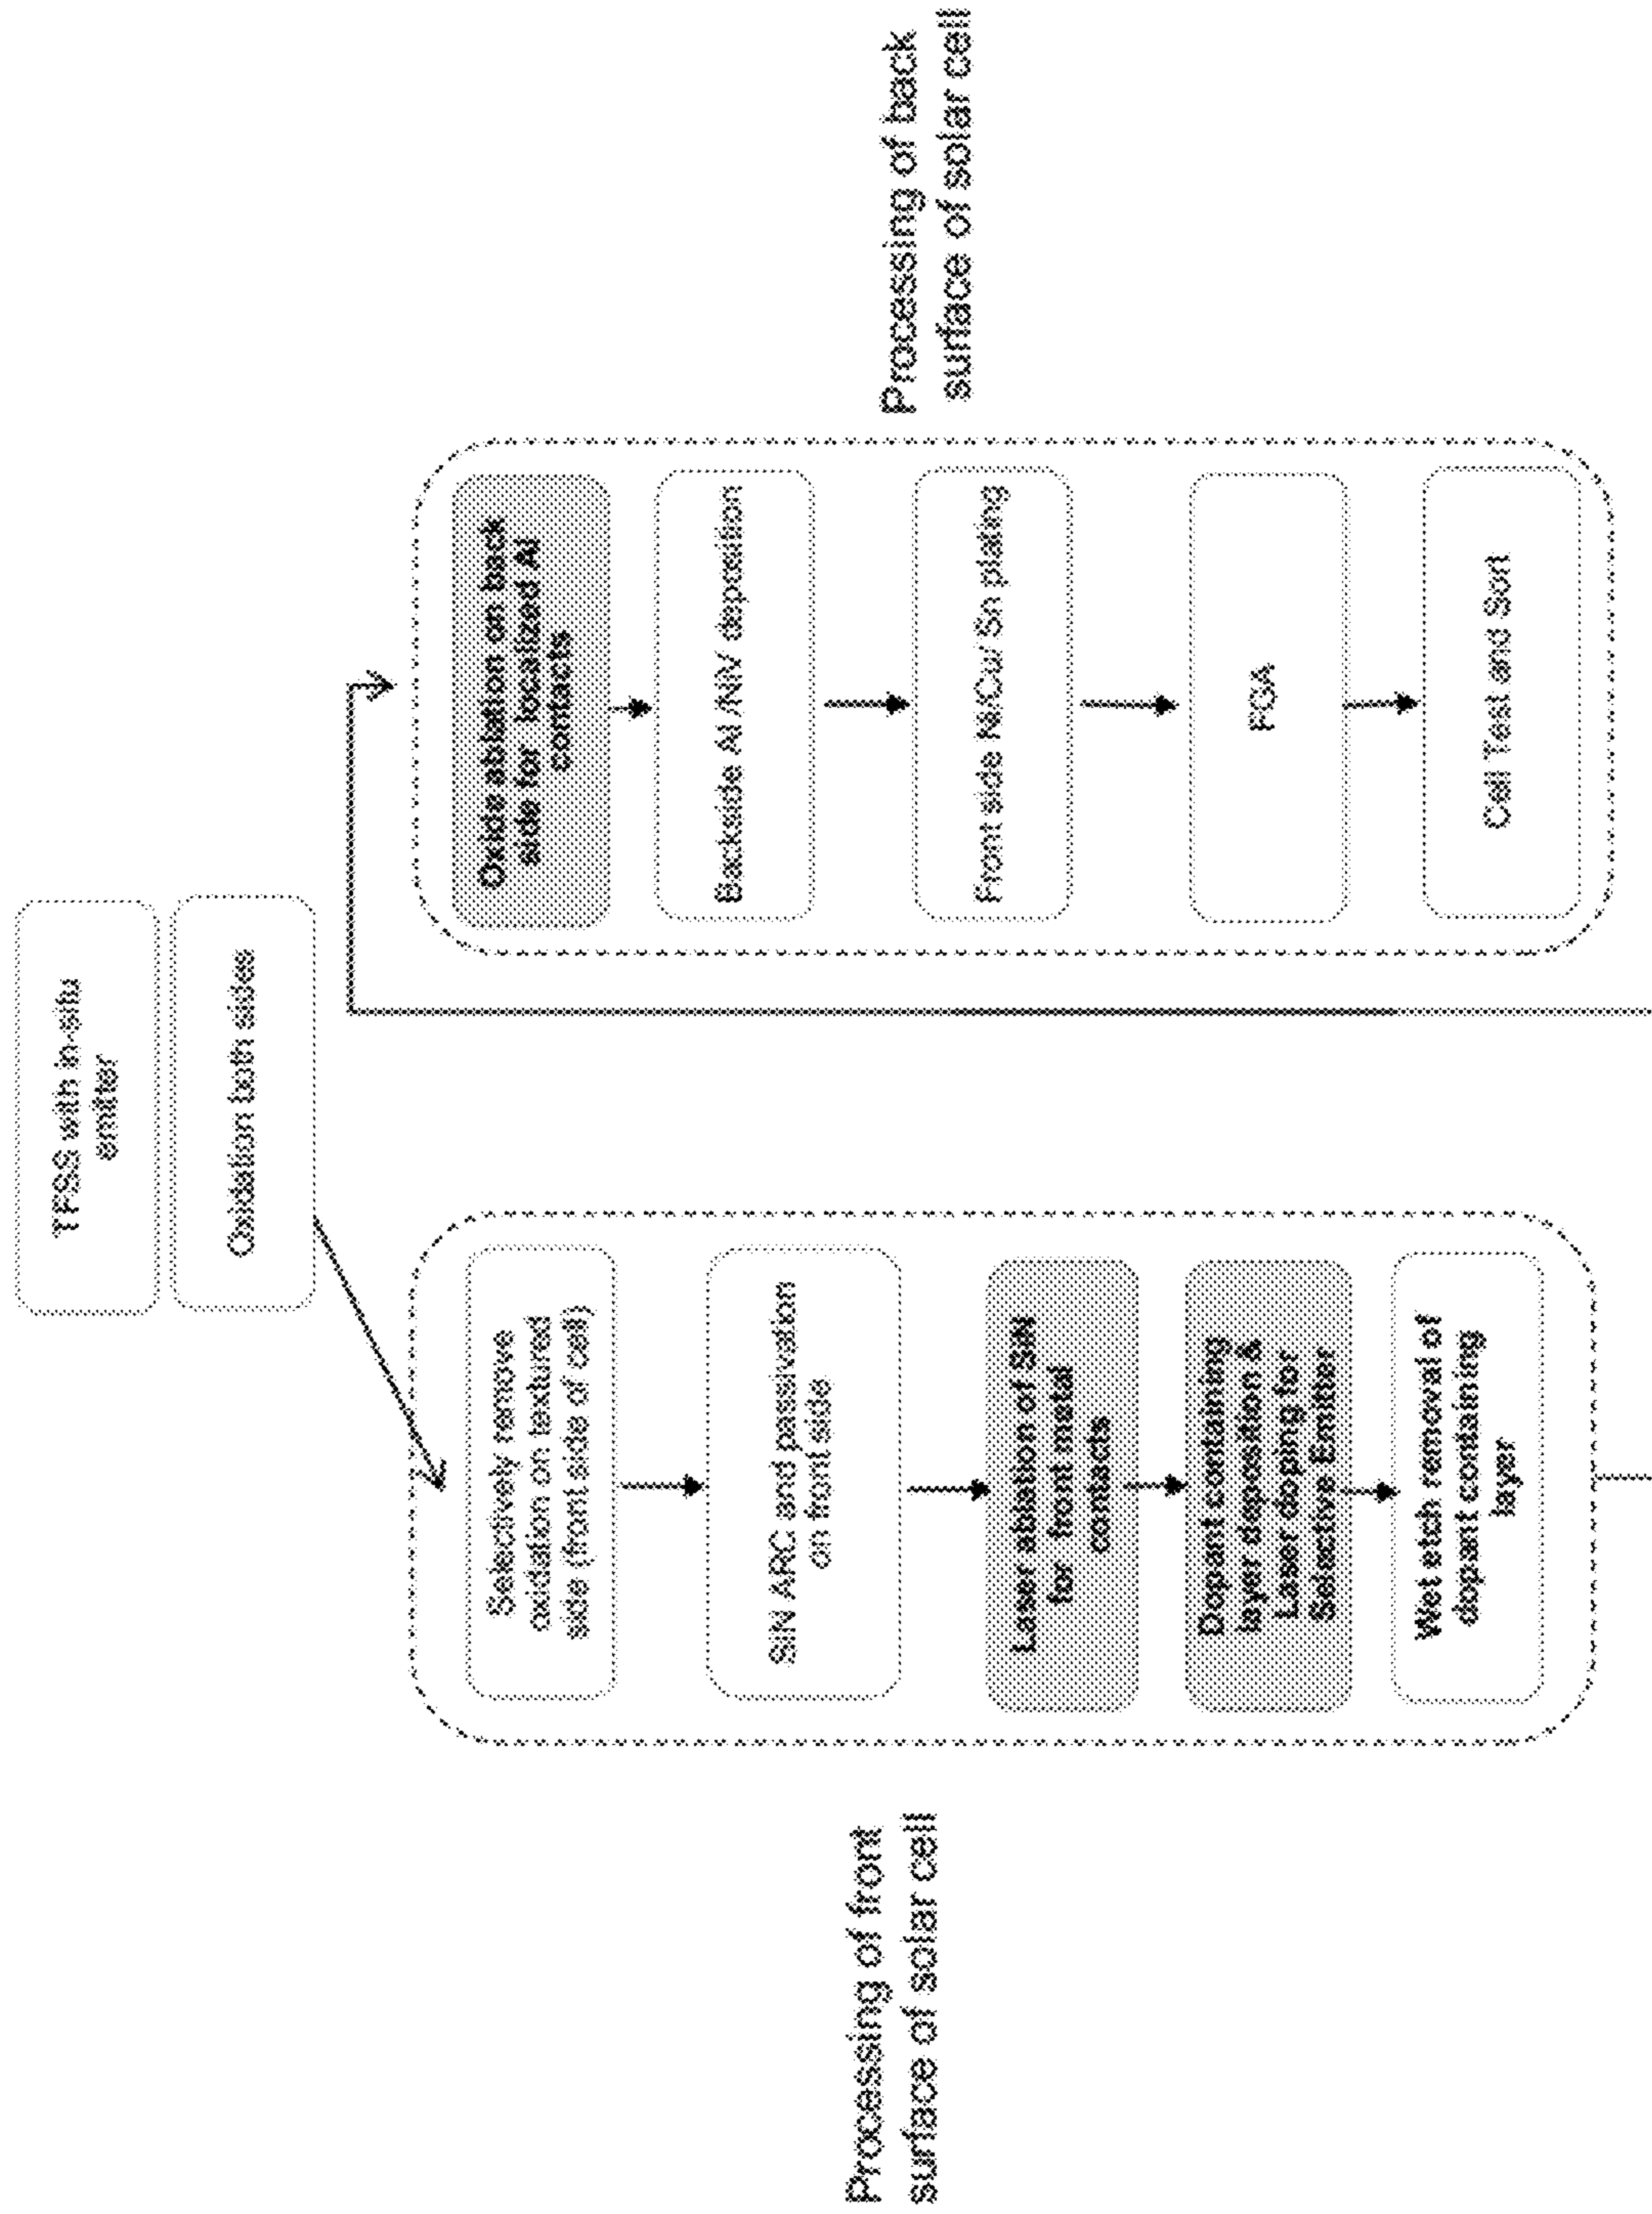 TFSS with in-situ
emitter
Oxidation both sides
Processing of front
surface of solar cell
Selectively remove
oxidation on textured
side (front side of cell)
SiN ARC and passivation
on front side
Laser ablation of SiN
for front metal
contacts
Dopant containing
layer deposition &
Laser doping for
Selective Emitter
Wet etch removal of
dopant containing
layer
Oxide ablation on back
side for localized Al
contacts
Backside Al /NiV deposition
Front side Ni/Cu/ Sn plating
FGA
Cell Test and Sort
Processing of back
surface of solar cell